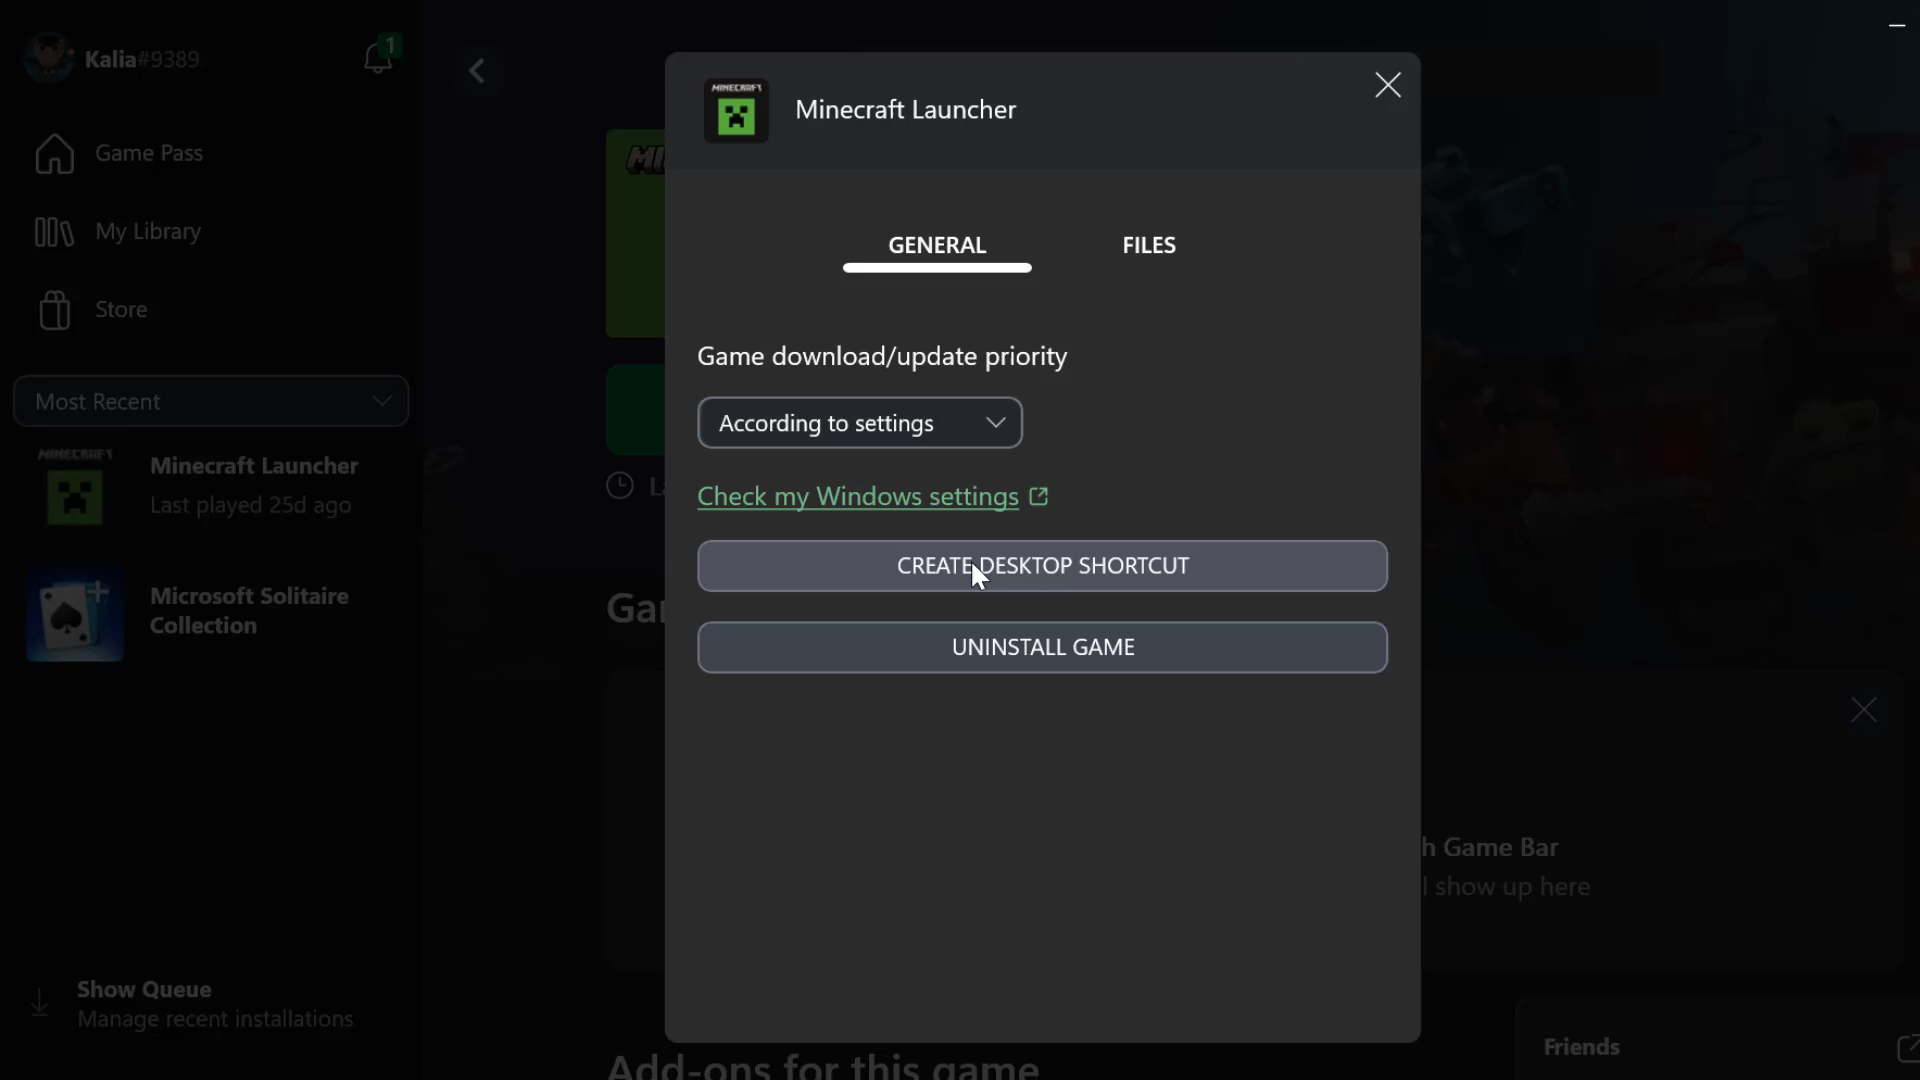 Kalia#9389
1
Game Pass
My Library
Store
Most Recent
MINECRAFT
Minecraft Launcher
Last played 25d ago
Microsoft Solitaire
Collection
Show Queue
Manage recent installations
MINECRAFT
Minecraft Launcher
GENERAL
FILES
Game download/update priority
According to settings
Check my Windows settings
CREATE DESKTOP SHORTCUT
UNINSTALL GAME
h Game Bar
l show up here
Add-ons for this game
Friends